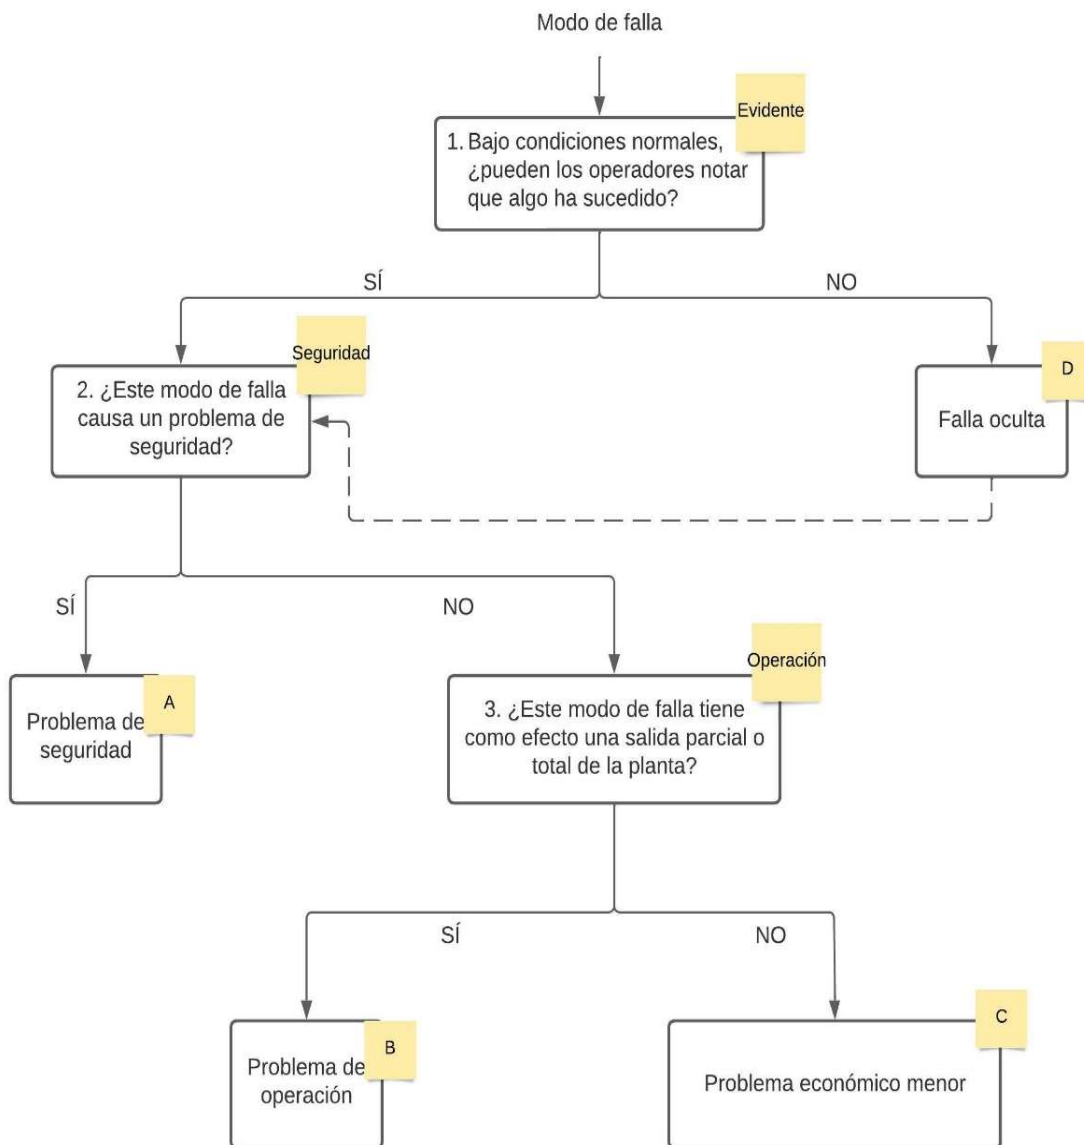 Modo de falla
Evidente
1. Bajo condiciones normales,
¿pueden los operadores notar
que algo ha sucedido?
SÍ
NO
Seguridad
2. ¿Este modo de falla
causa un problema de
seguridad?
D
Falla oculta
SÍ
NO
A
Problema de
seguridad
Operación
3. ¿Este modo de falla tiene
como efecto una salida parcial o
total de la planta?
SÍ
NO
B
Problema de
operación
C
Problema económico menor